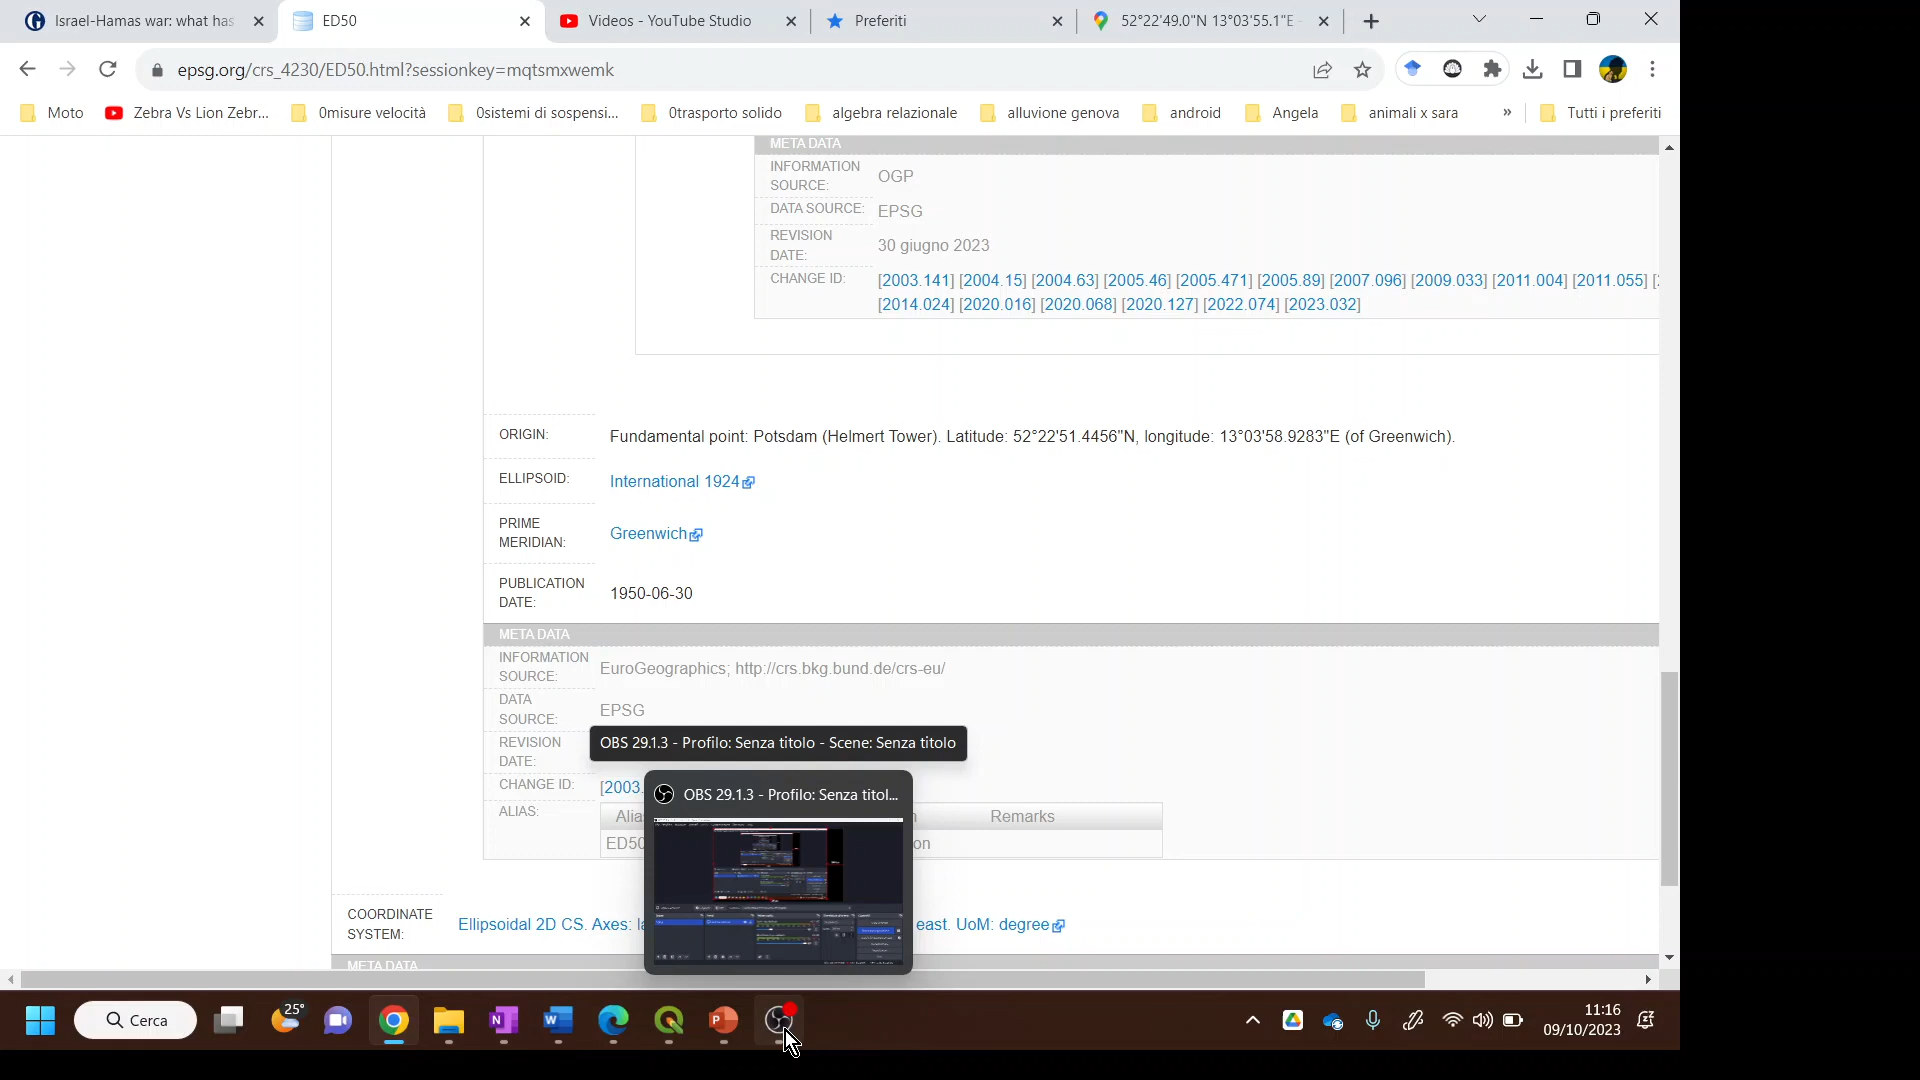 Israel-Hamas war: what has
ED50
Videos - YouTube Studio
Preferiti
52°22'49.0"N 13°03'55.1"E
epsg.org/crs_4230/ED50.html?sessionkey=mqtsmxwemk
Moto
Zebra Vs Lion Zebr...
0misure velocità
0sistemi di sospensi...
0trasporto solido
algebra relazionale
alluvione genova
android
Angela
animali x sara
»
Tutti i preferiti
META DATA
INFORMATION SOURCE: OGP
DATA SOURCE: EPSG
REVISION DATE: 30 giugno 2023
CHANGE ID: [2003.141] [2004.15] [2004.63] [2005.46] [2005.471] [2005.89] [2007.096] [2009.033] [2011.004] [2011.055]
[2014.024] [2020.016] [2020.068] [2020.127] [2022.074] [2023.032]
ORIGIN: Fundamental point: Potsdam (Helmert Tower). Latitude: 52°22'51.4456"N, longitude: 13°03'58.9283"E (of Greenwich).
ELLIPSOID: International 1924
PRIME MERIDIAN: Greenwich
PUBLICATION DATE: 1950-06-30
META DATA
INFORMATION SOURCE: EuroGeographics; http://crs.bkg.bund.de/crs-eu/
DATA SOURCE: EPSG
REVISION DATE:
OBS 29.1.3 - Profilo: Senza titolo - Scene: Senza titolo
CHANGE ID: [2003.
OBS 29.1.3 - Profilo: Senza titol...
ALIAS: Alia Remarks
ED50 on
COORDINATE SYSTEM: Ellipsoidal 2D CS. Axes: la east. UoM: degree
META DATA
Cerca
25°
11:16
09/10/2023